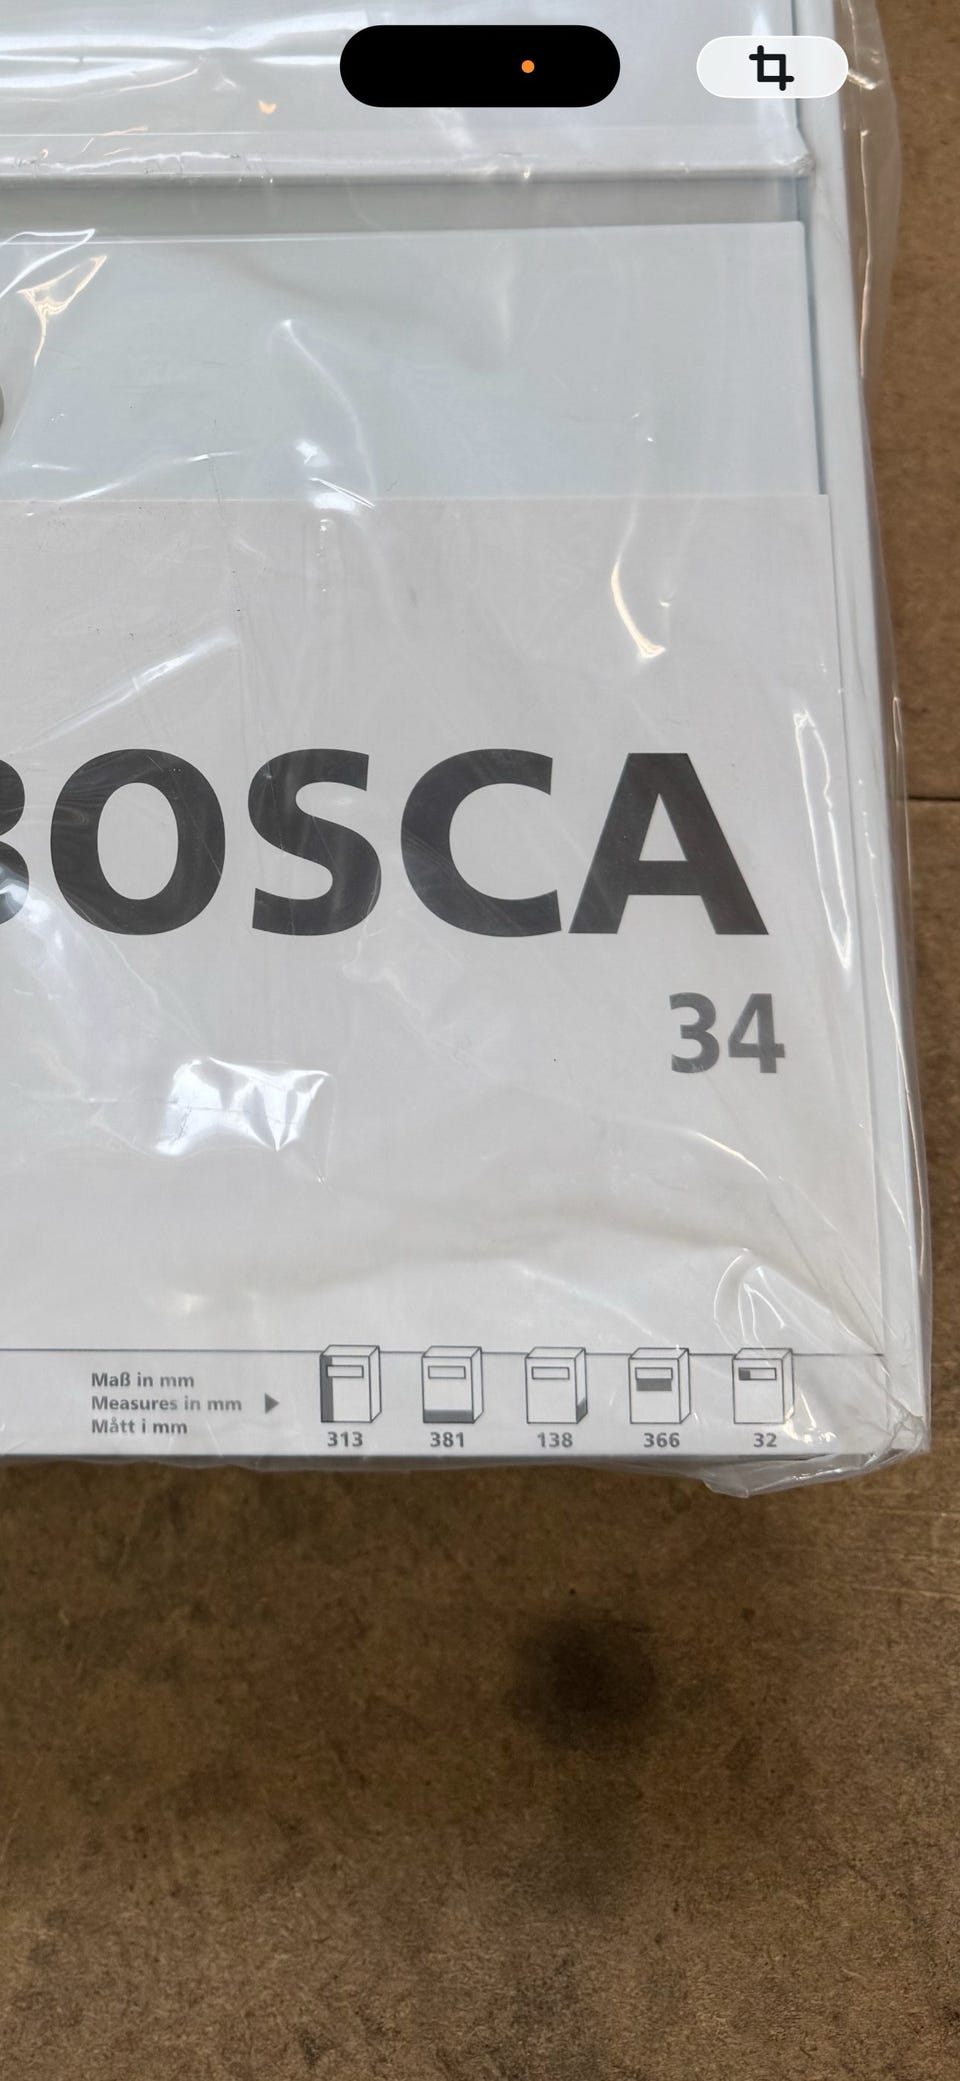 BOSCA
34
Maß in mm
Measures in mm
Mått i mm
313 381 138 366 32